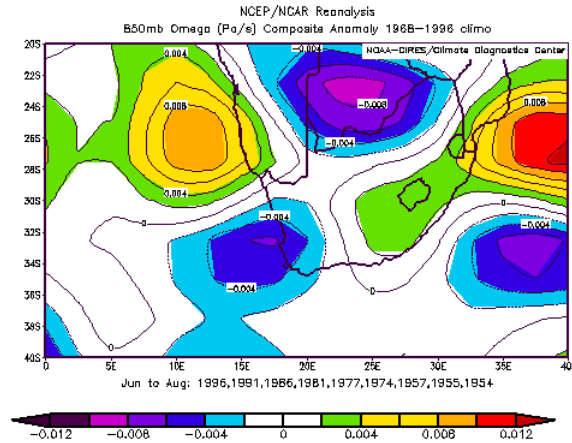 NCEP/NCAR Reanalysis
850mb Omega (Pa/s) Composite Anomaly 1968-1996 climo
NOAA-CIRES/Climate Diagnostics Center
20S
22S
24S
26S
28S
30S
32S
34S
36S
38S
40S
0.004
-0.004
0.008
-0.008
0.008
-0.004
0.004
0
0
-0.004
0
-0.004
-0.004
0
0
0
5E
10E
15E
20E
25E
30E
35E
40
Jun to Aug: 1996,1991,1986,1981,1977,1974,1957,1955,1954
-0.012 -0.008 -0.004 0 0.004 0.008 0.012